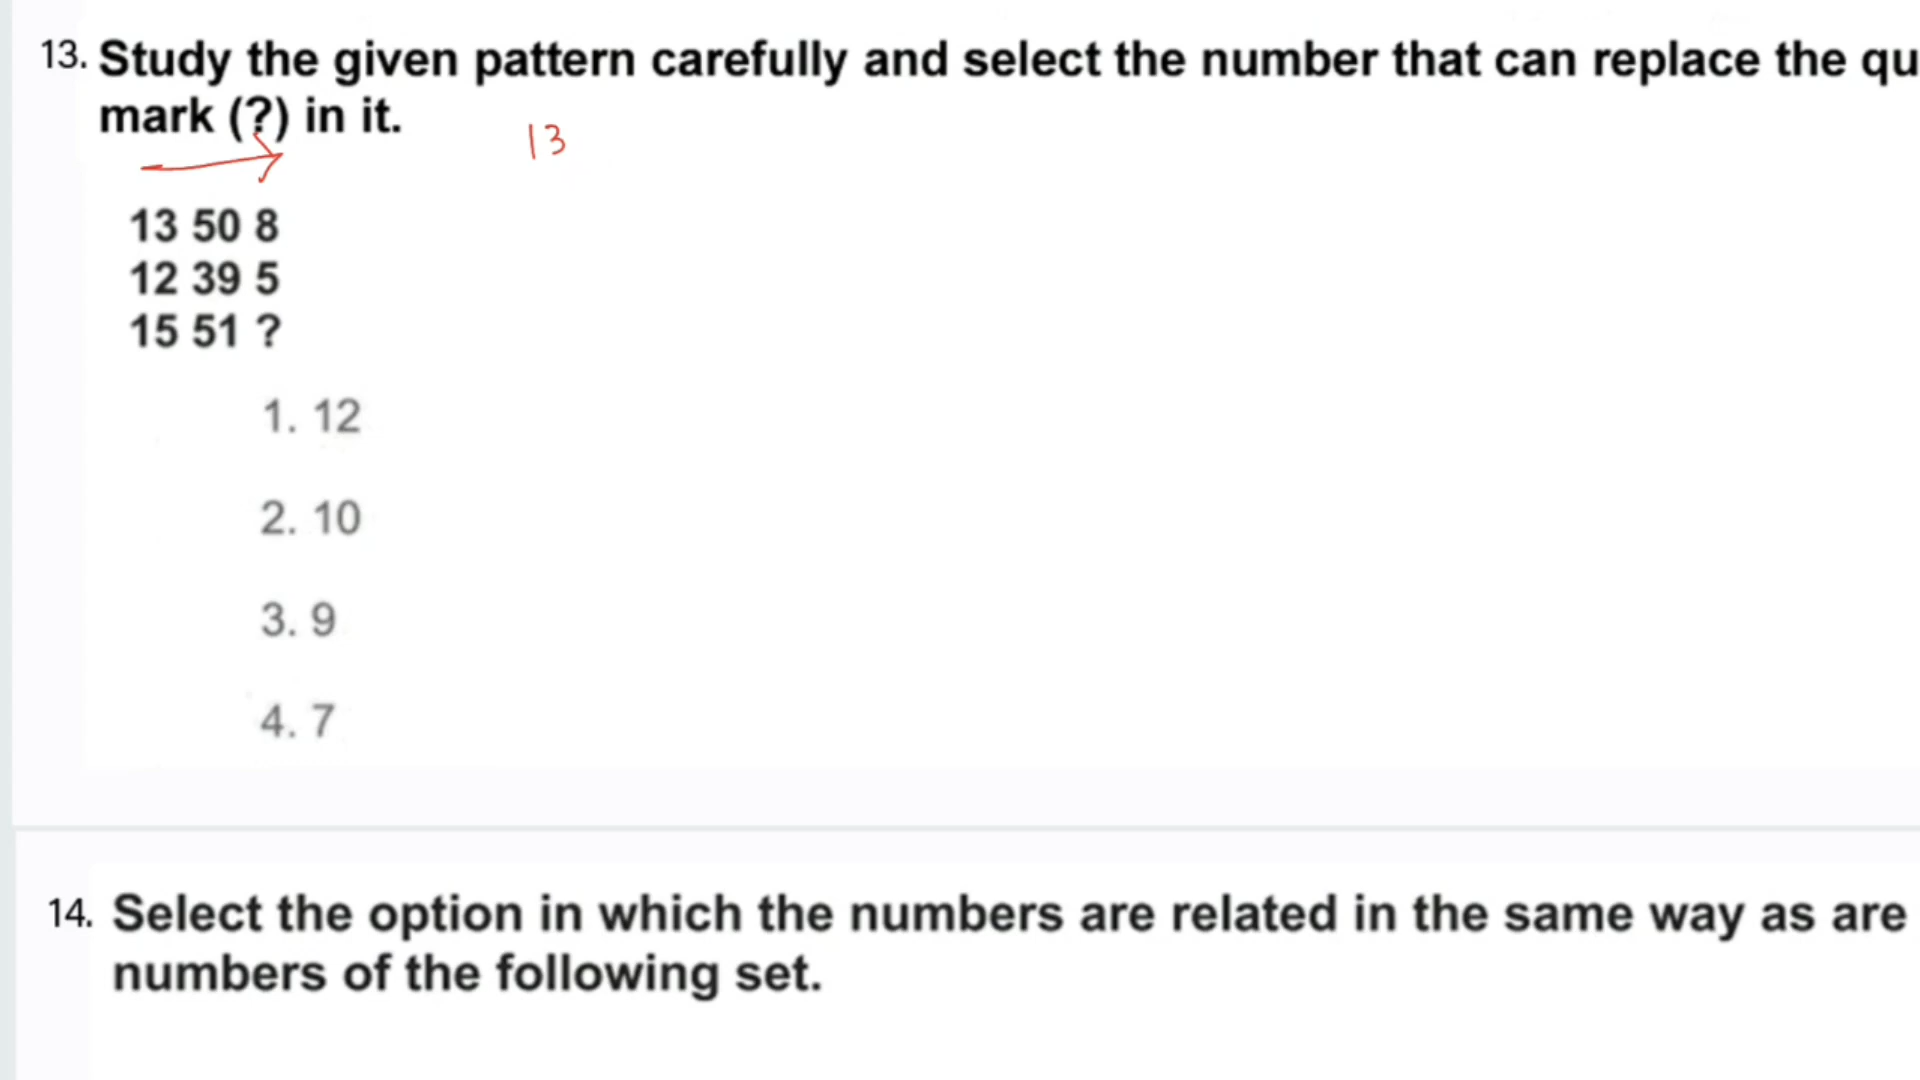 13. Study the given pattern carefully and select the number that can replace the qu
mark (?) in it.
13
13 50 8
12 39 5
15 51 ?
1. 12
2. 10
3. 9
4. 7
14. Select the option in which the numbers are related in the same way as are
numbers of the following set.